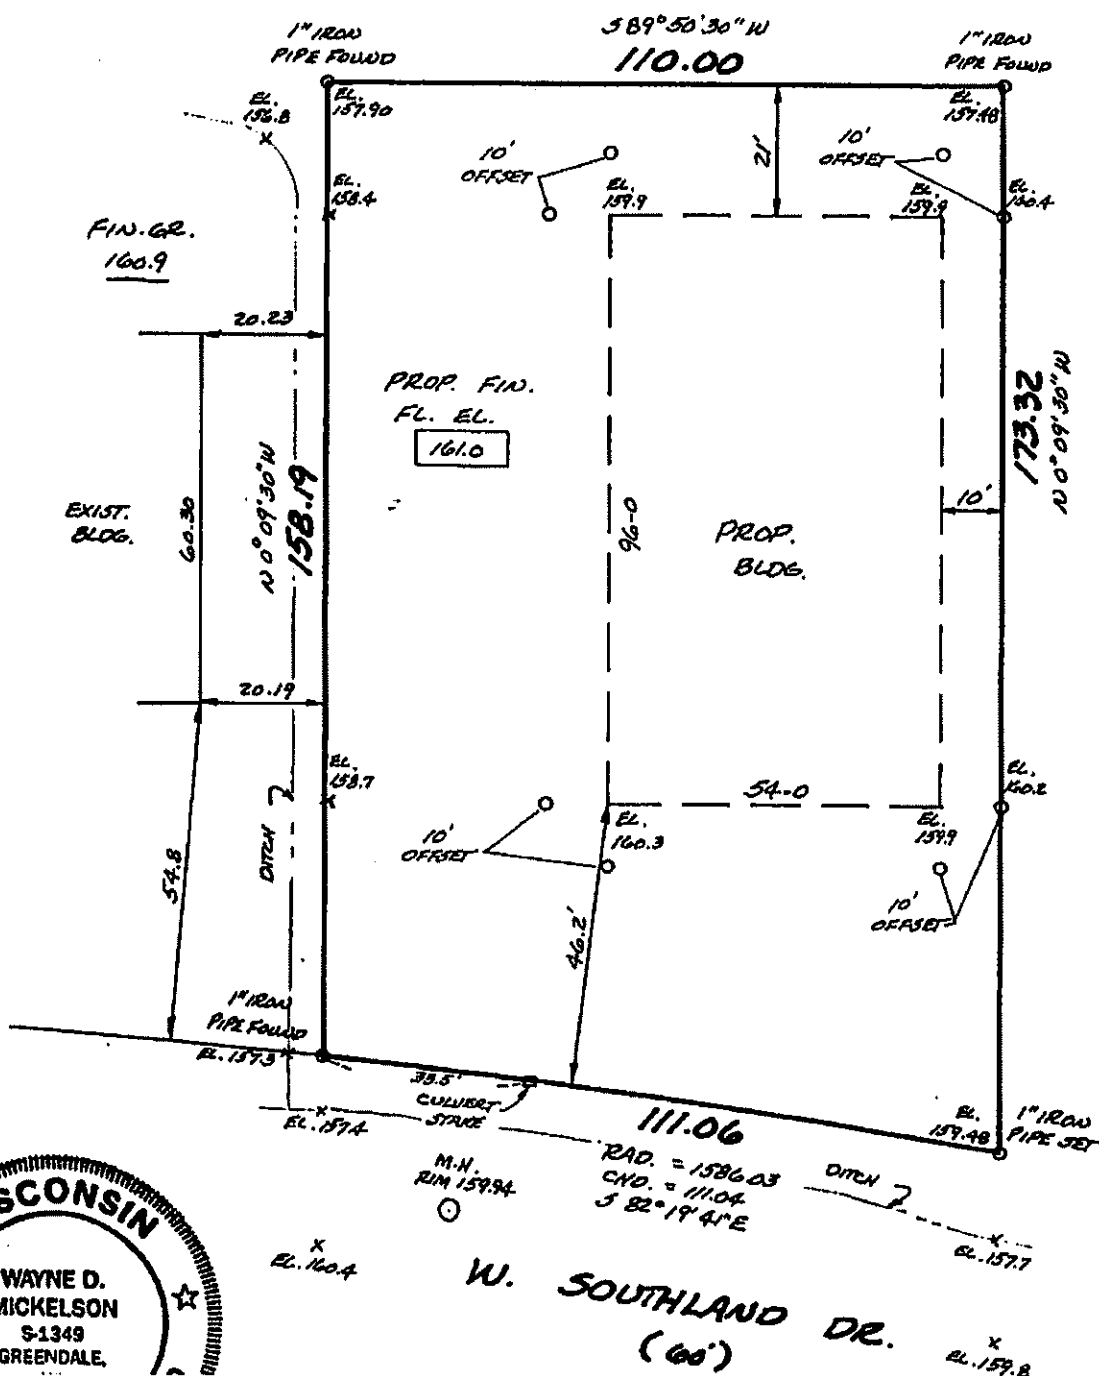 1" IRON
PIPE FOUND
S 89° 50' 30" W
110.00
1" IRON
PIPE FOUND
EL.
156.8
EL.
157.90
EL.
157.48
10'
OFFSET
21'
10'
OFFSET
EL.
158.4
EL.
159.9
EL.
159.9
EL.
160.4
FIN. GR.
160.9
20.23
PROP. FIN.
FL. EL.
161.0
173.32
N 0° 09' 30" W
N 0° 09' 30" W
158.19
EXIST.
BLDG.
60.30
96-0
PROP.
BLDG.
10'
20.19
EL.
158.7
54-0
EL.
160.2
DITCH
10'
OFFSET
EL.
160.3
EL.
159.9
54.8
10'
OFFSET
46.2'
1" IRON
PIPE FOUND
EL. 157.3
33.5'
CULVERT
STAKE
EL. 157.4
111.06
EL.
159.48
1" IRON
PIPE SET
M.H.
RIM 159.94
RAD. = 1586.03
CHD. = 111.04
S 82° 19' 41" E
DITCH
EL. 157.7
EL. 160.4
W. SOUTHLAND DR.
(60')
EL. 159.8
SCONSIN
WAYNE D.
MICKELSON
S-1349
GREENDALE,